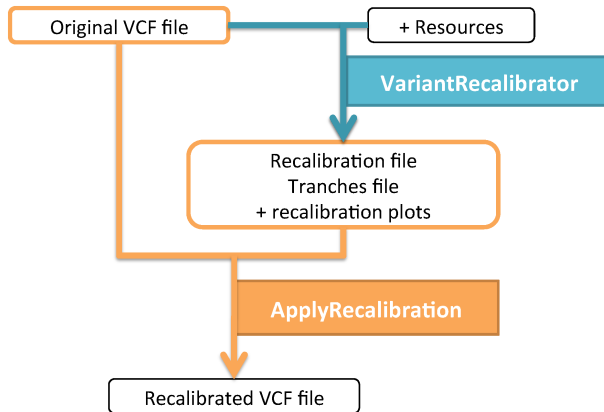 Original VCF file
+ Resources
VariantRecalibrator
Recalibration file
Tranches file
+ recalibration plots
ApplyRecalibration
Recalibrated VCF file